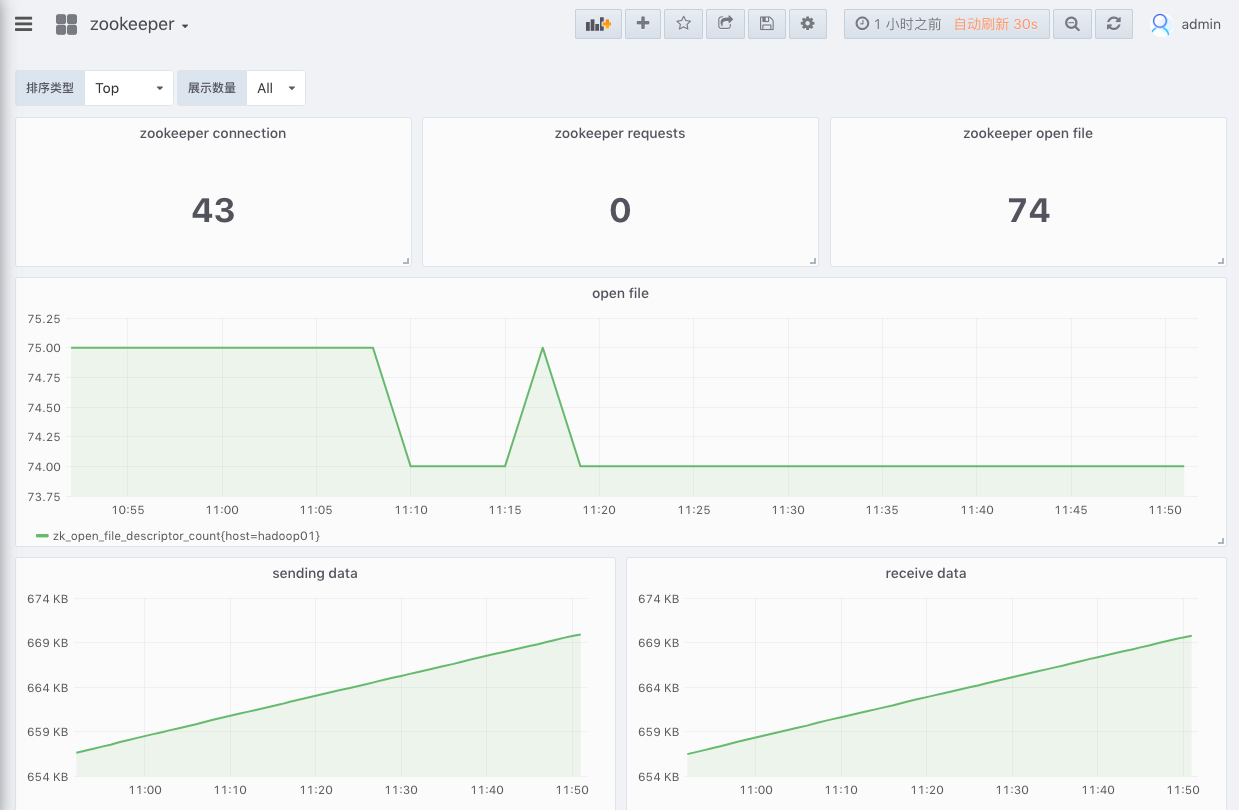 zookeeper
1 小时之前 自动刷新 30s
admin
排序类型 Top 展示数量 All
zookeeper connection
43
zookeeper requests
0
zookeeper open file
74
open file
75.25
75.00
74.75
74.50
74.25
74.00
73.75
10:55 11:00 11:05 11:10 11:15 11:20 11:25 11:30 11:35 11:40 11:45 11:50
zk_open_file_descriptor_count{host=hadoop01}
sending data
674 KB
669 KB
664 KB
659 KB
654 KB
11:00 11:10 11:20 11:30 11:40 11:50
receive data
674 KB
669 KB
664 KB
659 KB
654 KB
11:00 11:10 11:20 11:30 11:40 11:50